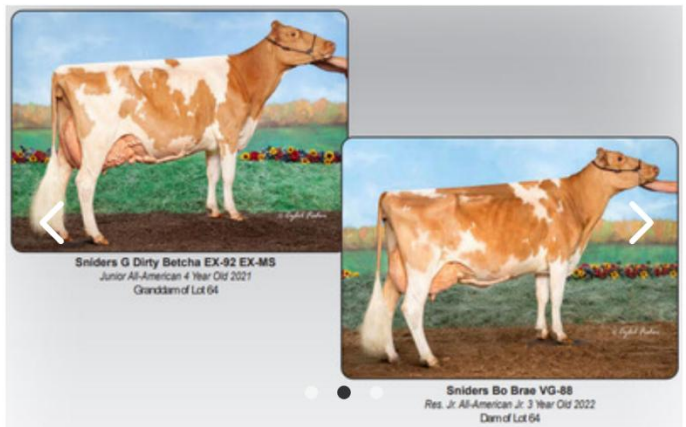 Sniders G Dirty Betcha EX-92 EX-MS
Junior All-American 4 Year Old 2021
Granddam of Lot 64
Sniders Bo Brae VG-88
Res. Jr. All-American Jr. 3 Year Old 2022
Dam of Lot 64